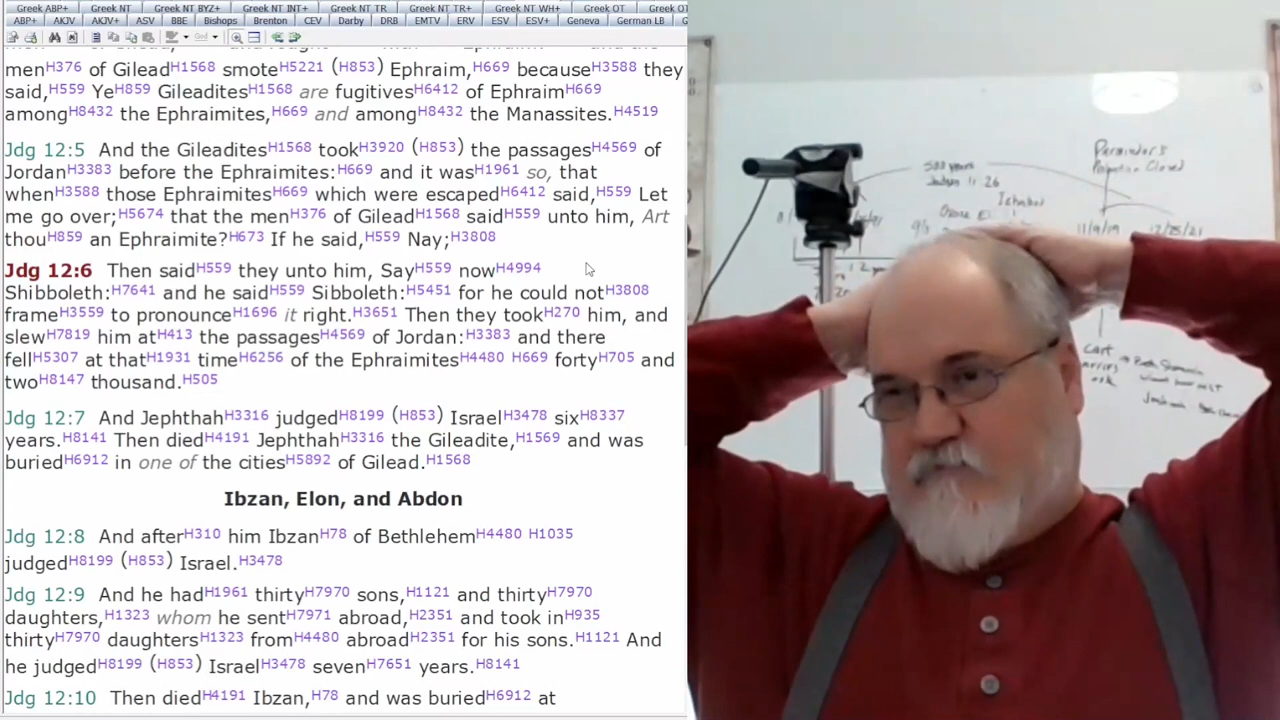 Greek ABP+ Greek NT Greek NT BYZ+ Greek NT INT+ Greek NT TR Greek NT TR+ Greek NT WH+ Greek OT
ABP+ AKJV AKJV+ ASV BBE Bishops Brenton CEV Darby DRB EMTV ERV ESV ESV+ Geneva German LB
menH376 of GileadH1568 smoteH5221 (H853) Ephraim,H669 becauseH3588 they
said,H559 YeH859 GileaditesH1568 are fugitivesH6412 of EphraimH669
amongH8432 the Ephraimites,H669 and amongH8432 the Manassites.H4519
Jdg 12:5 And the GileaditesH1568 tookH3920 (H853) the passagesH4569 of
JordanH3383 before the Ephraimites:H669 and it wasH1961 so, that
whenH3588 those EphraimitesH669 which were escapedH6412 said,H559 Let
me go over;H5674 that the menH376 of GileadH1568 saidH559 unto him, Art
thouH859 an Ephraimite?H673 If he said,H559 Nay;H3808
Jdg 12:6 Then saidH559 they unto him, SayH559 nowH4994
Shibboleth:H7641 and he saidH559 Sibboleth:H5451 for he could notH3808
frameH3559 to pronounceH1696 it right.H3651 Then they tookH270 him, and
slewH7819 him atH413 the passagesH4569 of Jordan:H3383 and there
fellH5307 at thatH1931 timeH6256 of the EphraimitesH4480 H669 fortyH705 and
twoH8147 thousand.H505
Jdg 12:7 And JephthahH3316 judgedH8199 (H853) IsraelH3478 sixH8337
years.H8141 Then diedH4191 JephthahH3316 the Gileadite,H1569 and was
buriedH6912 in one of the citiesH5892 of Gilead.H1568
Ibzan, Elon, and Abdon
Jdg 12:8 And afterH310 him IbzanH78 of BethlehemH4480 H1035
judgedH8199 (H853) Israel.H3478
Jdg 12:9 And he hadH1961 thirtyH7970 sons,H1121 and thirtyH7970
daughters,H1323 whom he sentH7971 abroad,H2351 and took inH935
thirtyH7970 daughtersH1323 fromH4480 abroadH2351 for his sons.H1121 And
he judgedH8199 (H853) IsraelH3478 sevenH7651 years.H8141
Jdg 12:10 Then diedH4191 Ibzan,H78 and was buriedH6912 at
Closed
Judges 11:26
11/9/19 12/25/21